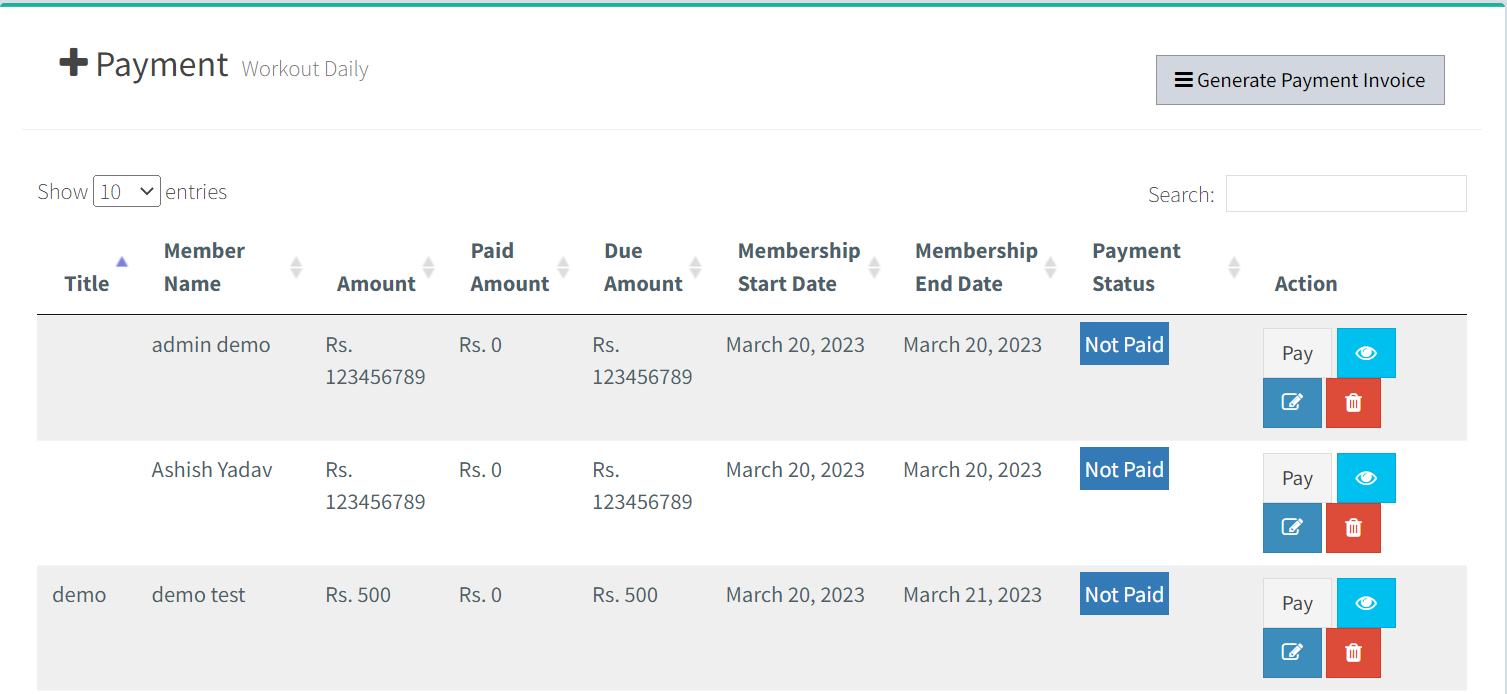 Payment Workout Daily
Generate Payment Invoice
Show 10 entries
Search:
Title Member Name Amount Paid Amount Due Amount Membership Start Date Membership End Date Payment Status Action
admin demo Rs. 123456789 Rs. 0 Rs. 123456789 March 20, 2023 March 20, 2023 Not Paid Pay
Ashish Yadav Rs. 123456789 Rs. 0 Rs. 123456789 March 20, 2023 March 20, 2023 Not Paid Pay
demo demo test Rs. 500 Rs. 0 Rs. 500 March 20, 2023 March 21, 2023 Not Paid Pay